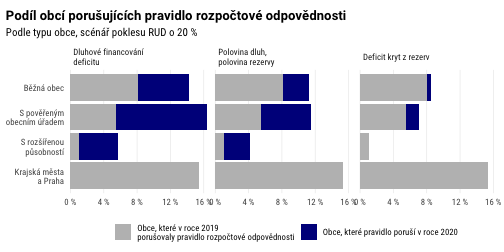 Podíl obcí porušujících pravidlo rozpočtové odpovědnosti
Podle typu obce, scénář poklesu RUD o 20 %
Dluhové financování
deficitu
Polovina dluh,
polovina rezervy
Deficit kryt z rezerv
Běžná obec
S pověřeným
obecním úřadem
S rozšířenou
působností
Krajská města
a Praha
0 % 4 % 8 % 12 % 16 %
0 % 4 % 8 % 12 % 16 %
0 % 4 % 8 % 12 % 16 %
Obce, které v roce 2019
porušovaly pravidlo rozpočtové odpovědnosti
Obce, které pravidlo poruší v roce 2020